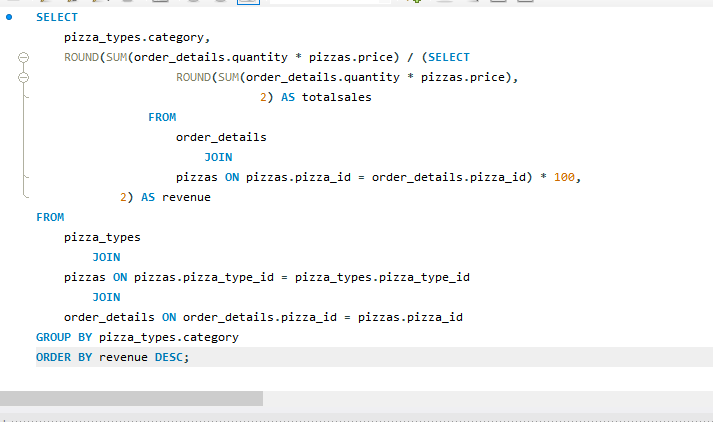 SELECT
pizza_types.category,
ROUND(SUM(order_details.quantity * pizzas.price) / (SELECT
ROUND(SUM(order_details.quantity * pizzas.price),
2) AS totalsales
FROM
order_details
JOIN
pizzas ON pizzas.pizza_id = order_details.pizza_id) * 100,
2) AS revenue
FROM
pizza_types
JOIN
pizzas ON pizzas.pizza_type_id = pizza_types.pizza_type_id
JOIN
order_details ON order_details.pizza_id = pizzas.pizza_id
GROUP BY pizza_types.category
ORDER BY revenue DESC;